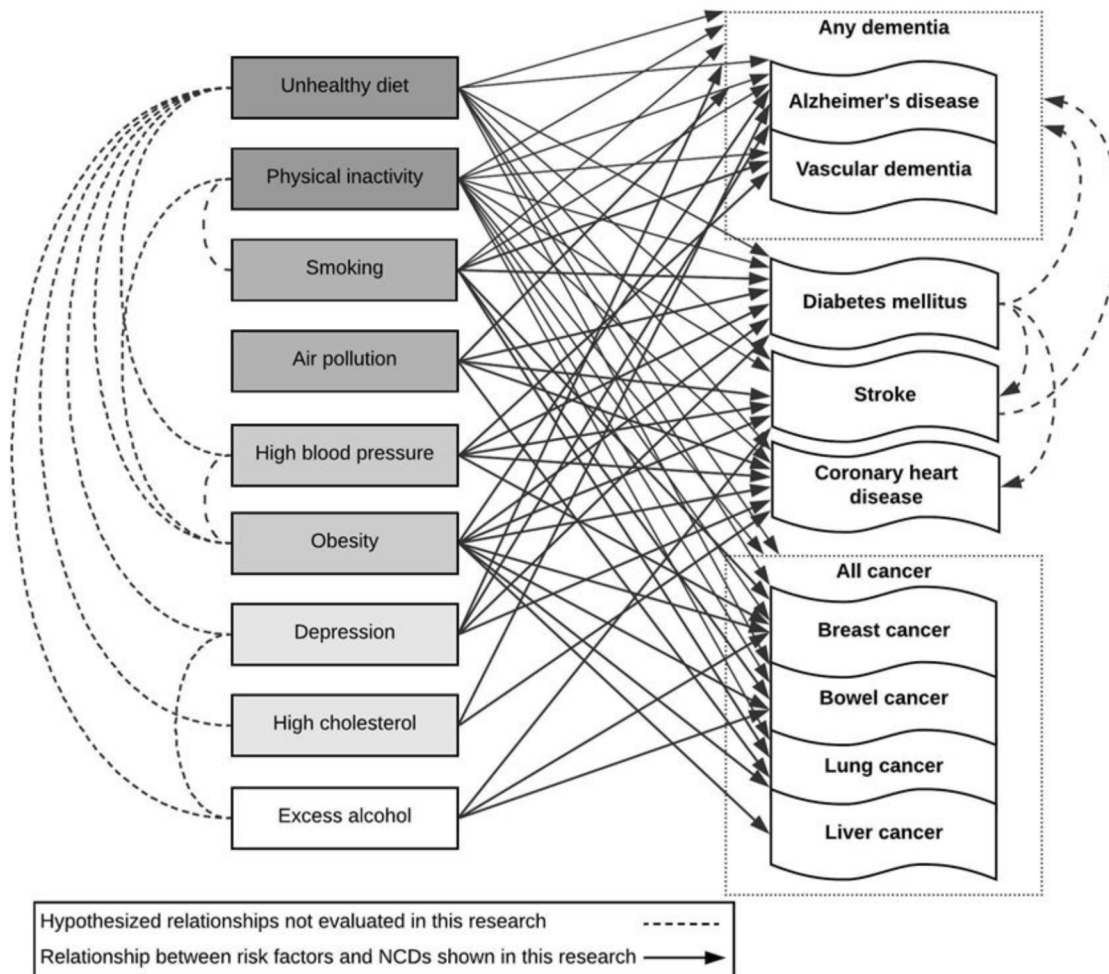 Any dementia
Unhealthy diet
Alzheimer's disease
Physical inactivity
Vascular dementia
Smoking
Diabetes mellitus
Air pollution
Stroke
High blood pressure
Coronary heart
disease
Obesity
All cancer
Depression
Breast cancer
Bowel cancer
High cholesterol
Lung cancer
Excess alcohol
Liver cancer
Hypothesized relationships not evaluated in this research
Relationship between risk factors and NCDs shown in this research